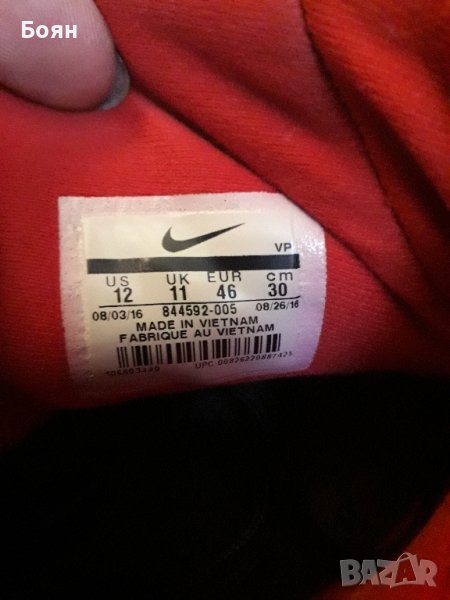 Боян
VP
US UK EUR cm
12 11 46 30
08/03/16 844592-005 08/26/16
MADE IN VIETNAM
FABRIQUE AU VIETNAM
BAZAR